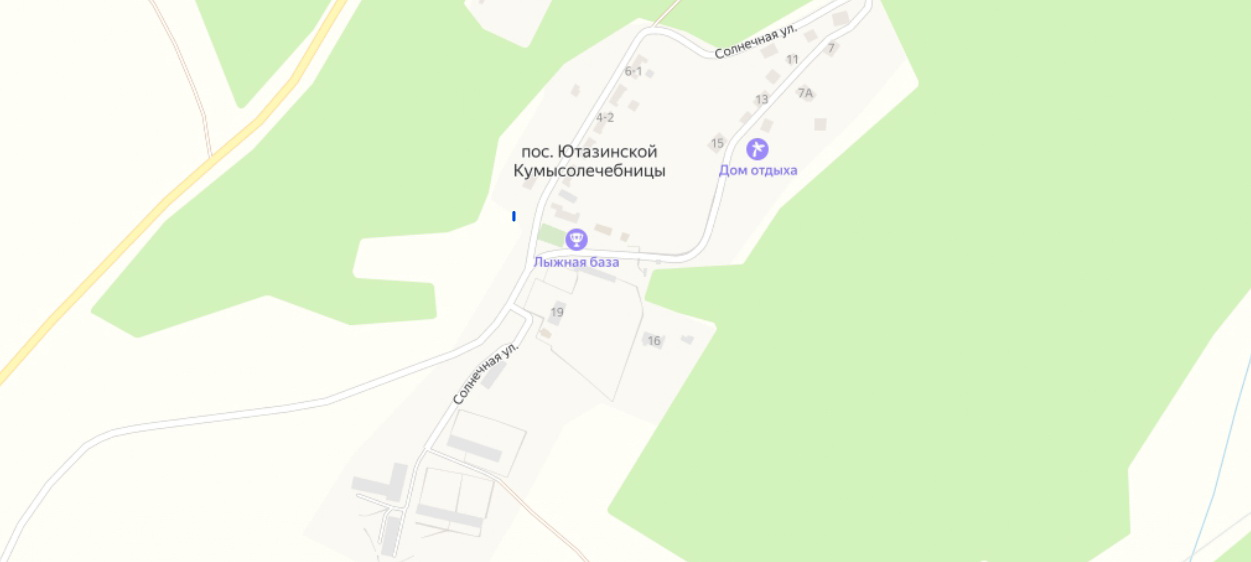 Солнечная ул.
6-1
11
7
7А
13
4-2
15
пос. Ютазинской
Кумысолечебницы
Дом отдыха
Лыжная база
19
16
Солнечная ул.